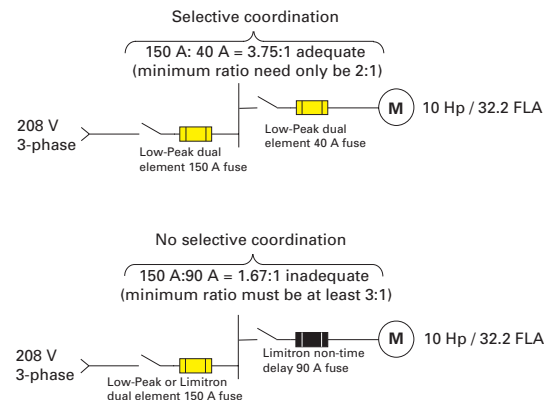 Selective coordination
150 A: 40 A = 3.75:1 adequate
(minimum ratio need only be 2:1)
208 V
3-phase
Low-Peak dual
element 150 A fuse
Low-Peak dual
element 40 A fuse
M
10 Hp / 32.2 FLA
No selective coordination
150 A:90 A = 1.67:1 inadequate
(minimum ratio must be at least 3:1)
208 V
3-phase
Low-Peak or Limitron
dual element 150 A fuse
Limitron non-time
delay 90 A fuse
M
10 Hp / 32.2 FLA